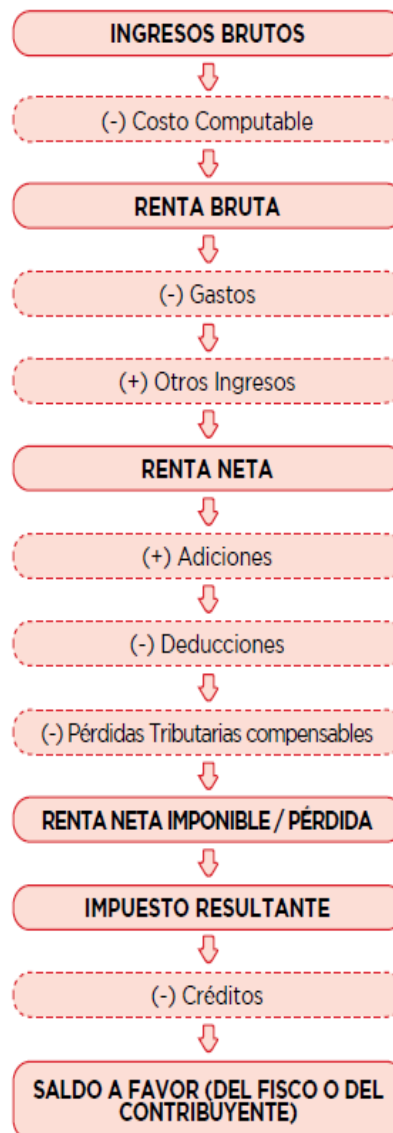 INGRESOS BRUTOS
(-) Costo Computable
RENTA BRUTA
(-) Gastos
(+) Otros Ingresos
RENTA NETA
(+) Adiciones
(-) Deducciones
(-) Pérdidas Tributarias compensables
RENTA NETA IMPONIBLE / PÉRDIDA
IMPUESTO RESULTANTE
(-) Créditos
SALDO A FAVOR (DEL FISCO O DEL
CONTRIBUYENTE)